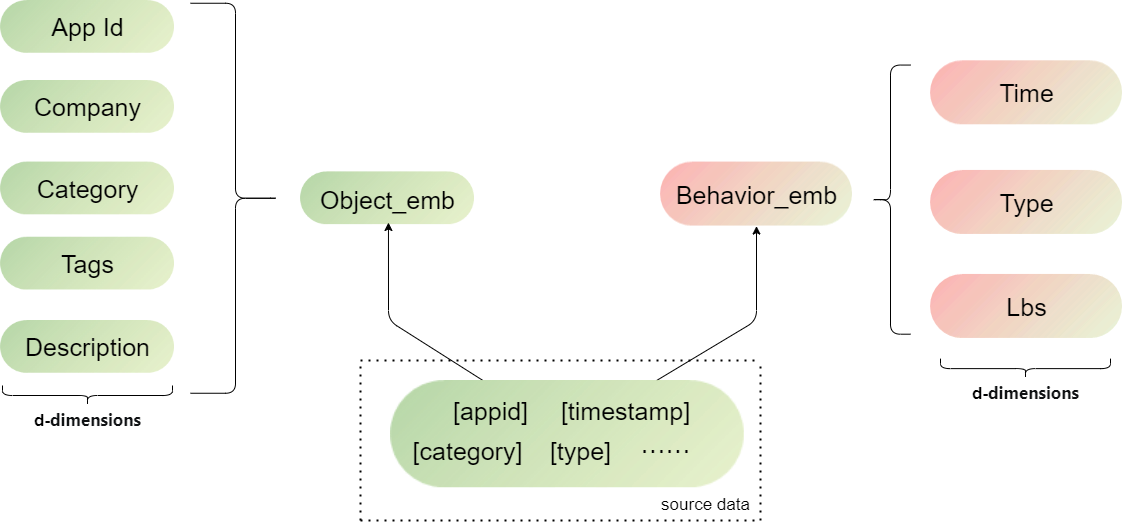 App Id
Company
Category
Tags
Description
d-dimensions
Object_emb
Behavior_emb
Time
Type
Lbs
d-dimensions
[appid] [timestamp]
[category] [type] ······
source data